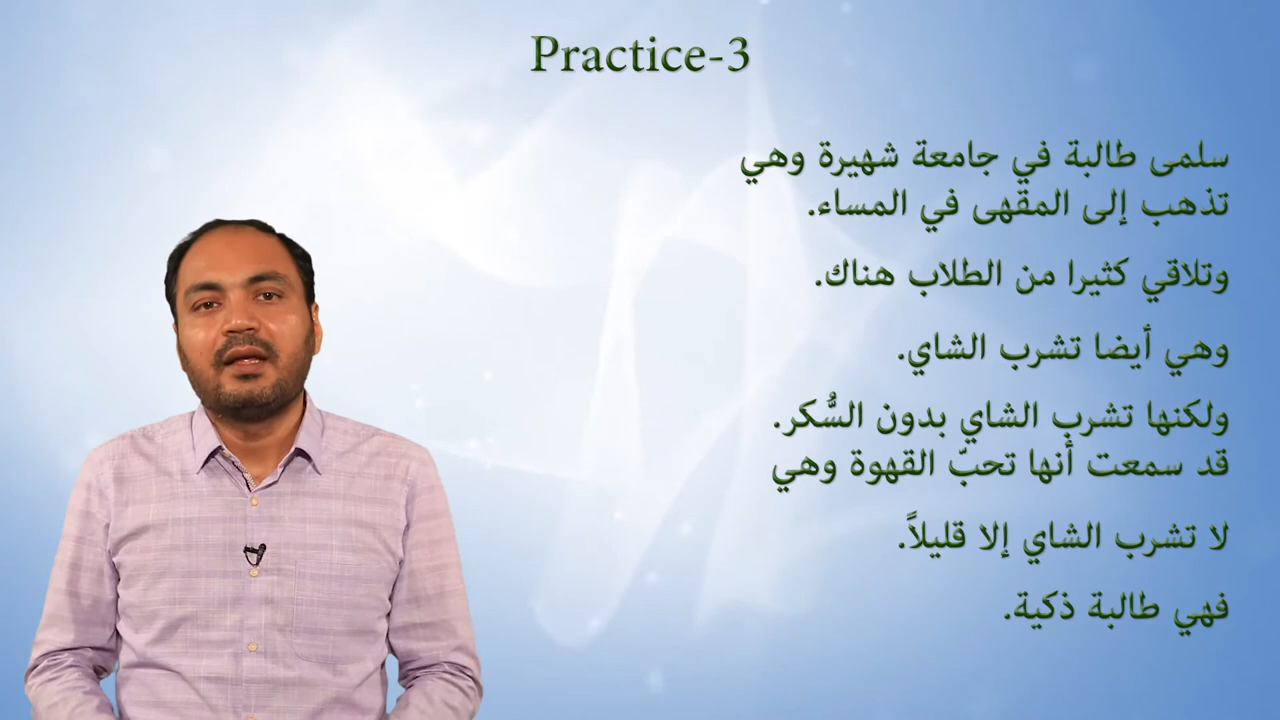 Practice-3
سلمى طالبة في جامعة شهيرة وهي
تذهب إلى المقهى في المساء.
وتلاقي كثيرا من الطلاب هناك.
وهي أيضا تشرب الشاي.
ولكنها تشرب الشاي بدون السُّكر.
قد سمعت أنها تحبّ القهوة وهي
لا تشرب الشاي إلا قليلاً.
فهي طالبة ذكية.